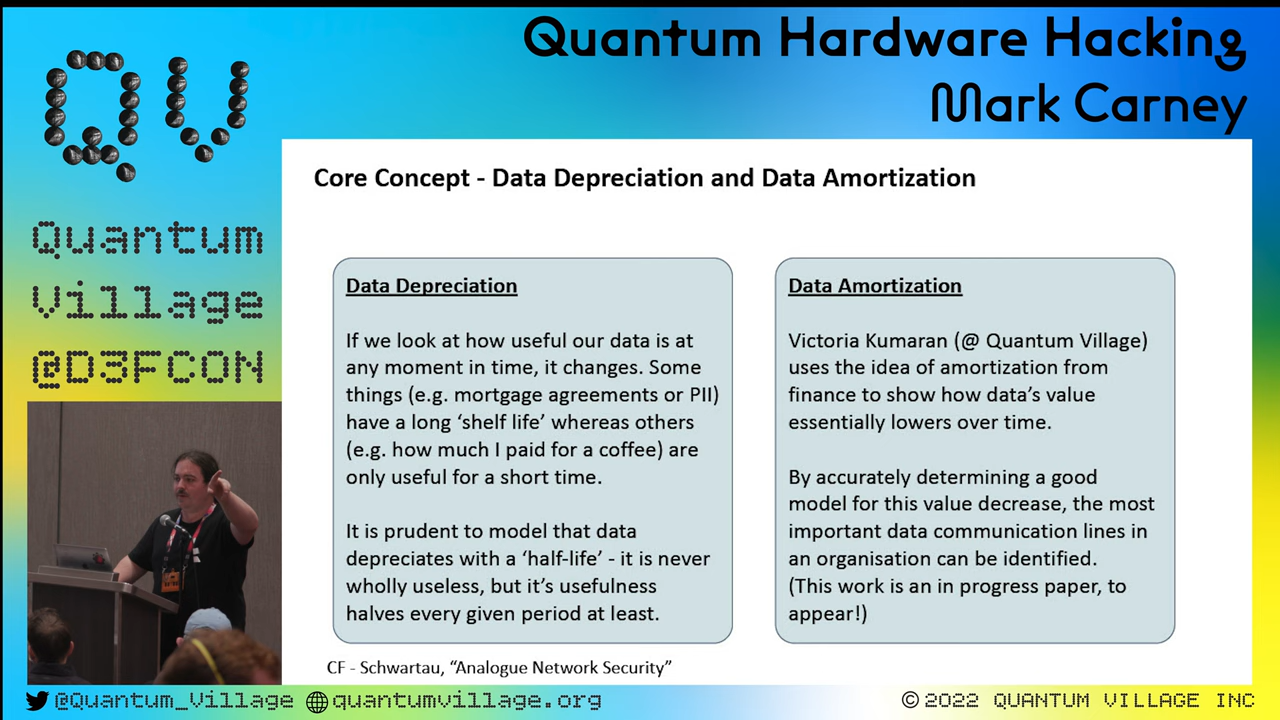 Quantum Hardware Hacking
Mark Carney
QV
Quantum
Village
@D3FCON
Core Concept - Data Depreciation and Data Amortization
Data Depreciation
If we look at how useful our data is at
any moment in time, it changes. Some
things (e.g. mortgage agreements or PII)
have a long ‘shelf life’ whereas others
(e.g. how much I paid for a coffee) are
only useful for a short time.
It is prudent to model that data
depreciates with a ‘half-life’ - it is never
wholly useless, but it’s usefulness
halves every given period at least.
Data Amortization
Victoria Kumaran (@ Quantum Village)
uses the idea of amortization from
finance to show how data’s value
essentially lowers over time.
By accurately determining a good
model for this value decrease, the most
important data communication lines in
an organisation can be identified.
(This work is an in progress paper, to
appear!)
CF - Schwartau, “Analogue Network Security”
@Quantum_Village
quantumvillage.org
© 2022 QUANTUM VILLAGE INC